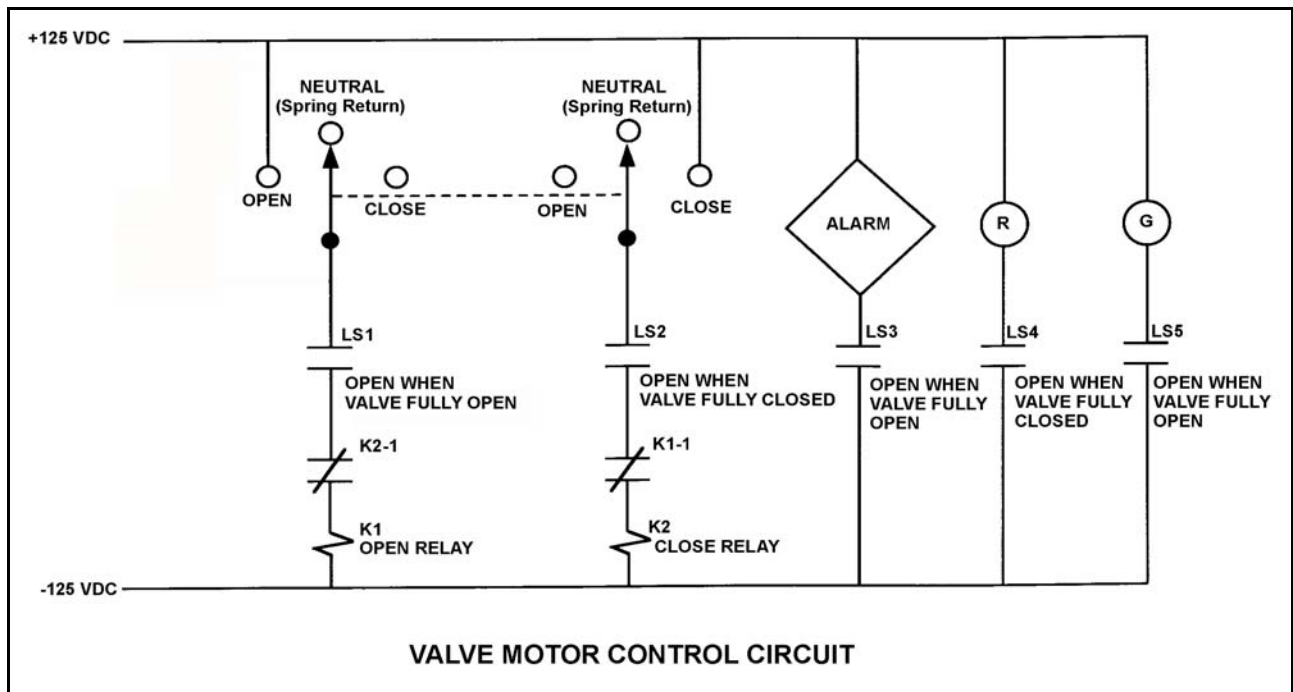 +125 VDC
NEUTRAL
(Spring Return)
NEUTRAL
(Spring Return)
OPEN
CLOSE
OPEN
CLOSE
ALARM
R
G
LS1
OPEN WHEN
VALVE FULLY OPEN
LS2
OPEN WHEN
VALVE FULLY CLOSED
LS3
OPEN WHEN
VALVE FULLY
OPEN
LS4
OPEN WHEN
VALVE FULLY
CLOSED
LS5
OPEN WHEN
VALVE FULLY
OPEN
K2-1
K1-1
K1
OPEN RELAY
K2
CLOSE RELAY
-125 VDC
VALVE MOTOR CONTROL CIRCUIT